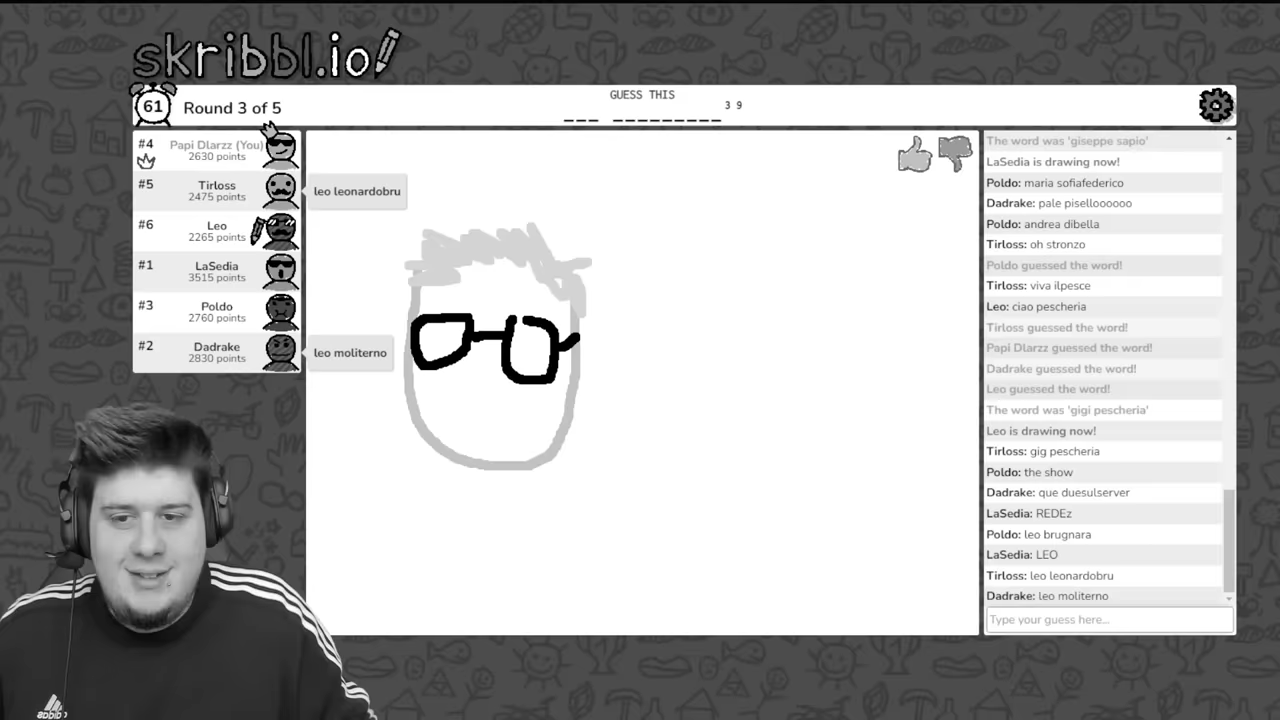 skribbl.io
61
Round 3 of 5
GUESS THIS
___ _________ 3 9
#4
Papi Dlarzz (You)
2630 points
#5
Tirloss
2475 points
leo leonardobru
#6
Leo
2265 points
#1
LaSedia
3515 points
#3
Poldo
2760 points
#2
Dadrake
2830 points
leo moliterno
The word was 'giseppe sapio'
LaSedia is drawing now!
Poldo: maria sofiafederico
Dadrake: pale piselloooooo
Poldo: andrea dibella
Tirloss: oh stronzo
Poldo guessed the word!
Tirloss: viva ilpesce
Leo: ciao pescheria
Tirloss guessed the word!
Papi Dlarzz guessed the word!
Dadrake guessed the word!
Leo guessed the word!
The word was 'gigi pescheria'
Leo is drawing now!
Tirloss: gig pescheria
Poldo: the show
Dadrake: que duesulserver
LaSedia: REDEz
Poldo: leo brugnara
LaSedia: LEO
Tirloss: leo leonardobru
Dadrake: leo moliterno
Type your guess here...
adidas